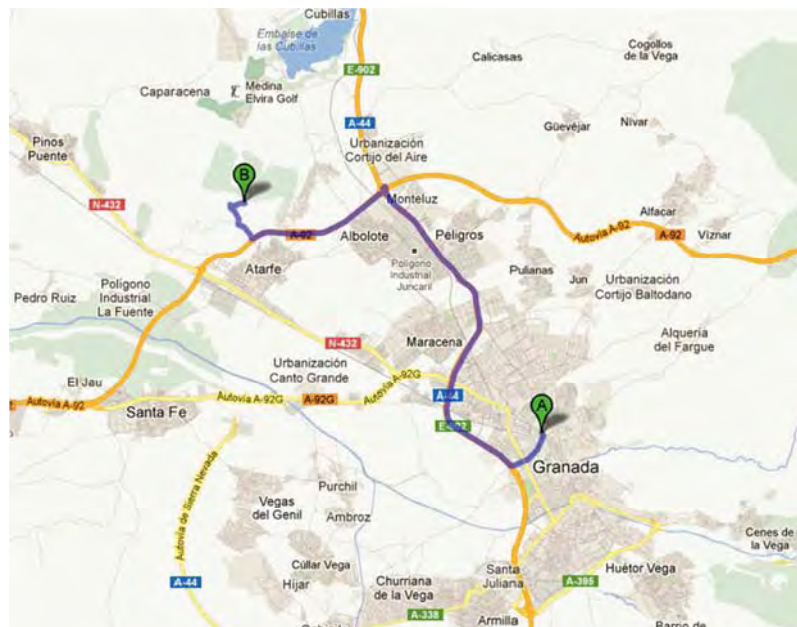 Cubillas
Embalse de
las Cubillas
E-902
Calicasas
Cogollos
de la Vega
Caparacena
Medina
Elvira Golf
A-44
Güevéjar
Nívar
Urbanización
Cortijo del Aire
Pinos
Puente
B
N-432
Monteluz
Alfacar
A-92
Albolote
Peligros
Autovía A-92
A-92
Víznar
Atarfe
Polígono
Industrial
Juncaril
Pulianas
Jun
Urbanización
Cortijo Baltodano
Pedro Ruiz
Polígono
Industrial
La Fuente
Maracena
N-432
Alquería
del Fargue
Urbanización
Canto Grande
El Jau
Autovía A-92G
A-92G
Autovía A-92G
A-44
A
Autovía A-92
Santa Fe
Granada
Autovía de Sierra Nevada
Purchil
Vegas
del Genil
Ambroz
Cenes de
la Vega
Cúllar Vega
Santa
Juliana
Huétor Vega
A-44
Híjar
Churriana
de la Vega
A-395
A-338
Armilla
Barrio de